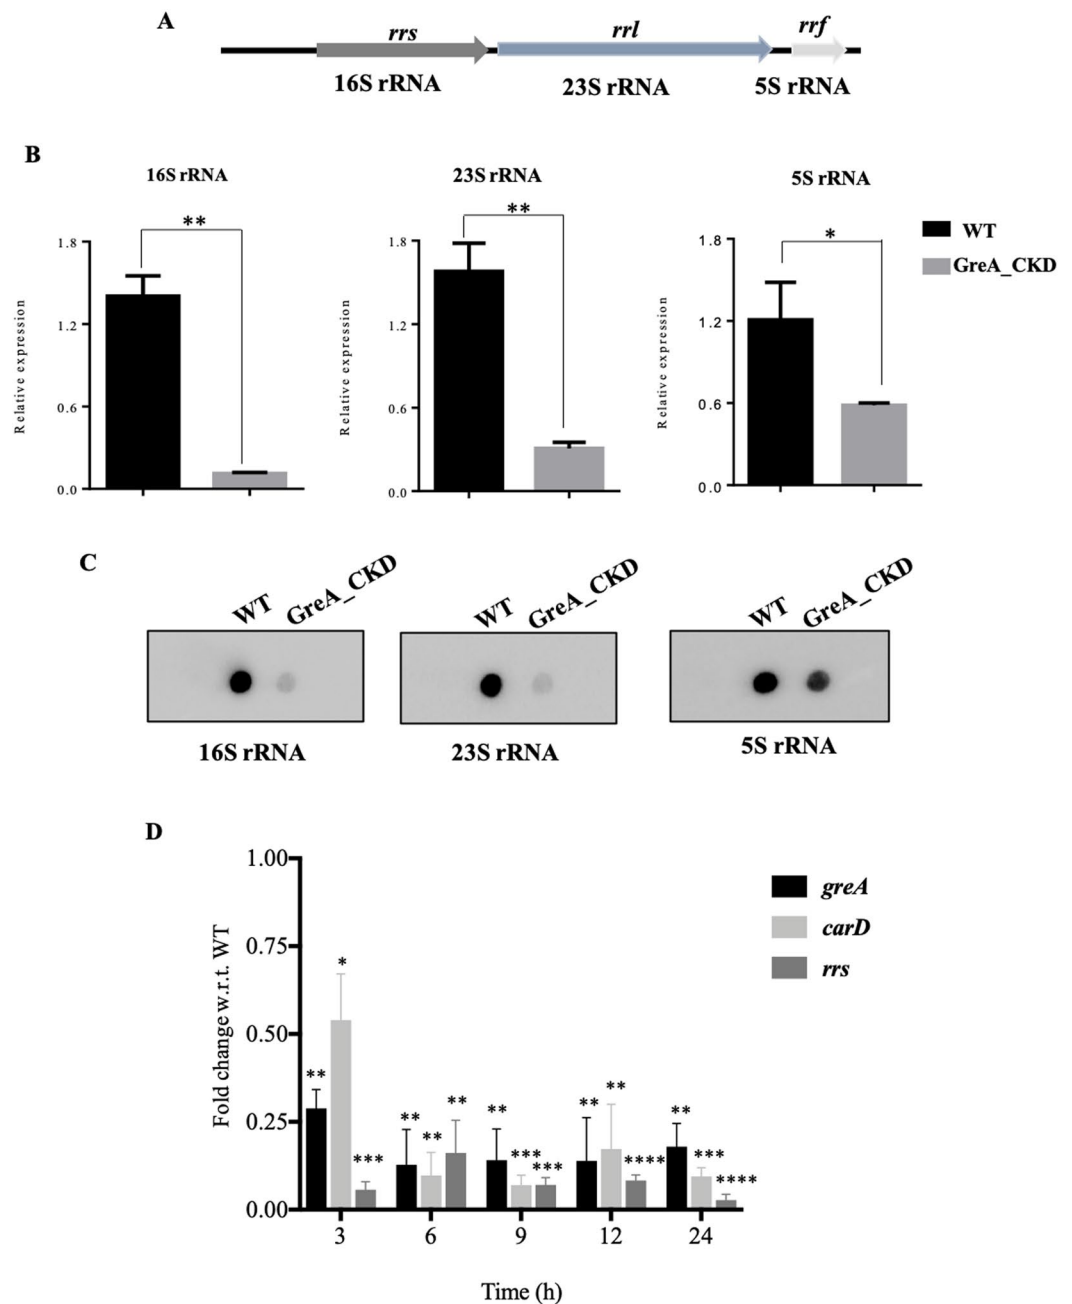 A
rrs rrl rrf
16S rRNA 23S rRNA 5S rRNA
B
16S rRNA 23S rRNA 5S rRNA
** ** *
WT
GreA_CKD
Relative expression
1.8
1.2
0.6
0.0
Relative expression
1.8
1.2
0.6
0.0
Relative expression
1.8
1.2
0.6
0.0
C
WT GreA_CKD WT GreA_CKD WT GreA_CKD
16S rRNA 23S rRNA 5S rRNA
D
Fold change w.r.t. WT
1.00
0.75
0.50
0.25
0.00
** * ***
** ** **
** *** ***
** ** ****
** *** ****
greA
carD
rrs
3 6 9 12 24
Time (h)